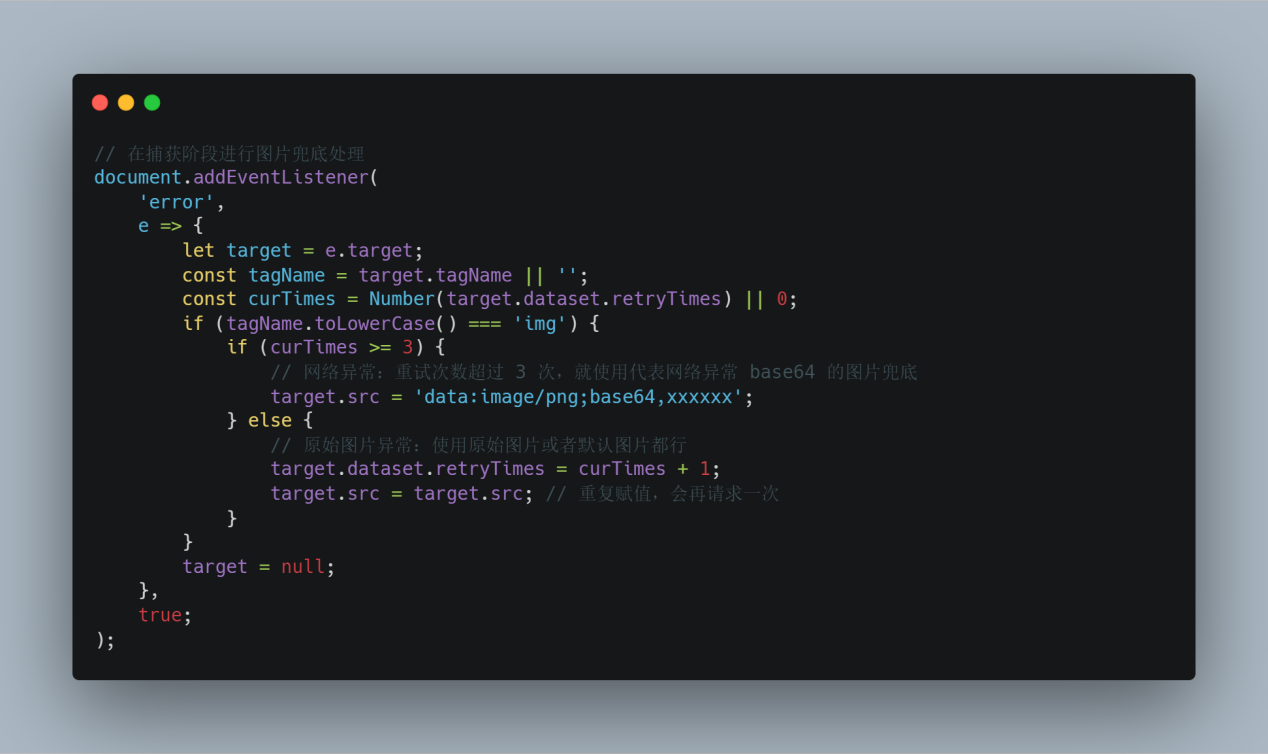 // 在捕获阶段进行图片兜底处理
document.addEventListener(
    'error',
    e => {
        let target = e.target;
        const tagName = target.tagName || '';
        const curTimes = Number(target.dataset.retryTimes) || 0;
        if (tagName.toLowerCase() === 'img') {
            if (curTimes >= 3) {
                // 网络异常：重试次数超过 3 次，就使用代表网络异常 base64 的图片兜底
                target.src = 'data:image/png;base64,xxxxxx';
            } else {
                // 原始图片异常：使用原始图片或者默认图片都行
                target.dataset.retryTimes = curTimes + 1;
                target.src = target.src; // 重复赋值，会再请求一次
            }
        }
        target = null;
    },
    true;
);